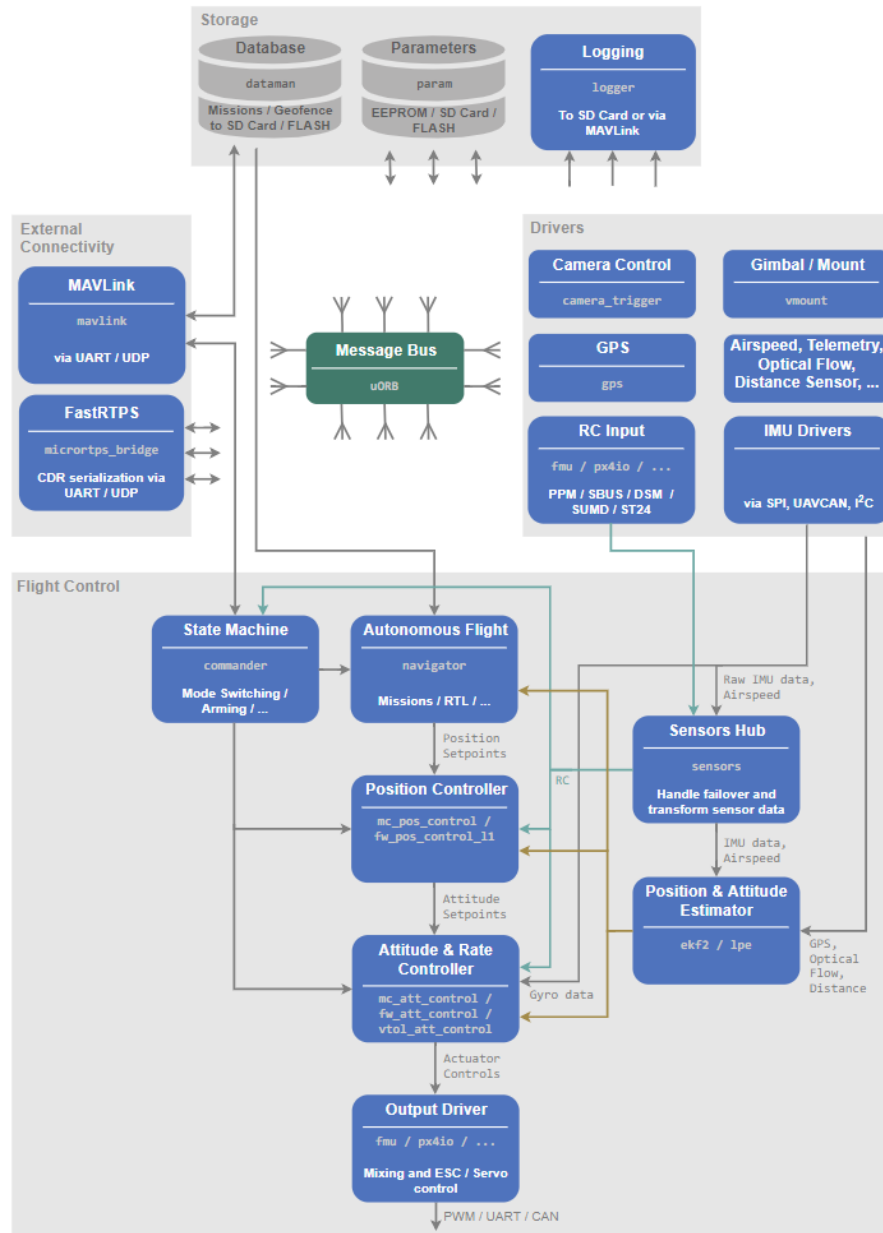 Storage
Database
dataman
Missions / Geofence
to SD Card / FLASH
Parameters
param
EEPROM / SD Card /
FLASH
Logging
logger
To SD Card or via
MAVLink
External
Connectivity
MAVLink
mavlink
via UART / UDP
FastRTPS
micrortps_bridge
CDR serialization via
UART / UDP
Message Bus
uORB
Drivers
Camera Control
camera_trigger
Gimbal / Mount
vmount
GPS
gps
Airspeed, Telemetry,
Optical Flow,
Distance Sensor, ...
RC Input
fmu / px4io / ...
PPM / SBUS / DSM /
SUMD / ST24
IMU Drivers
via SPI, UAVCAN, I²C
Flight Control
State Machine
commander
Mode Switching /
Arming / ...
Autonomous Flight
navigator
Missions / RTL / ...
Raw IMU data,
Airspeed
Sensors Hub
sensors
Handle failover and
transform sensor data
Position
Setpoints
RC
Position Controller
mc_pos_control /
fw_pos_control_l1
IMU data,
Airspeed
Position & Attitude
Estimator
ekf2 / lpe
Attitude
Setpoints
GPS,
Optical
Flow,
Distance
Attitude & Rate
Controller
mc_att_control /
fw_att_control /
vtol_att_control
Gyro data
Actuator
Controls
Output Driver
fmu / px4io / ...
Mixing and ESC / Servo
control
PWM / UART / CAN